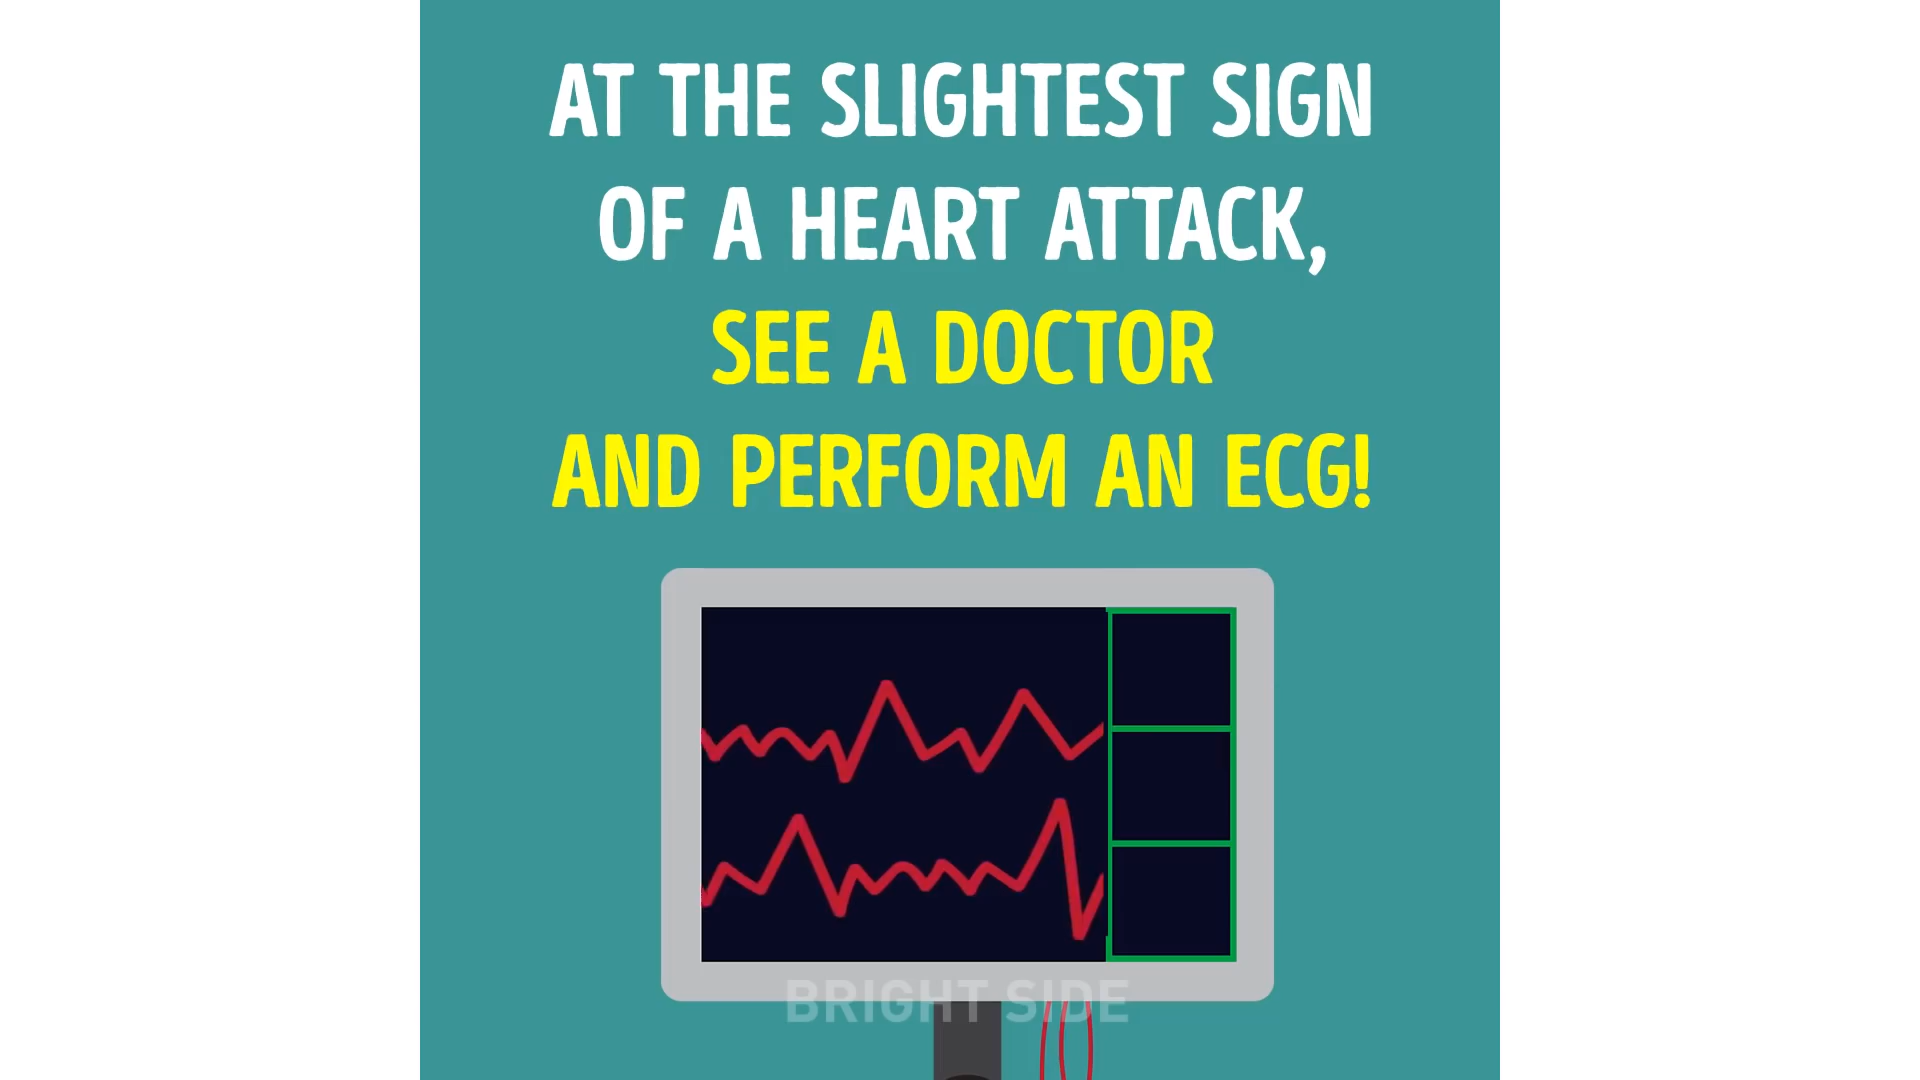 AT THE SLIGHTEST SIGN
OF A HEART ATTACK,
SEE A DOCTOR
AND PERFORM AN ECG!
BRIGHT SIDE